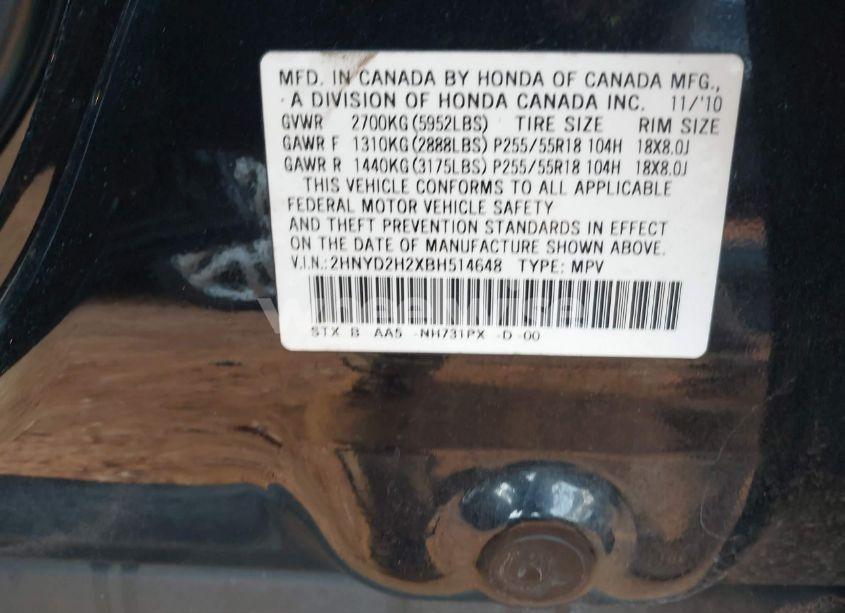 MFD. IN CANADA BY HONDA OF CANADA MFG.,
A DIVISION OF HONDA CANADA INC. 11/'10
GVWR 2700KG (5952LBS) TIRE SIZE RIM SIZE
GAWR F 1310KG (2888LBS) P255/55R18 104H 18X8.0J
GAWR R 1440KG (3175LBS) P255/55R18 104H 18X8.0J
THIS VEHICLE CONFORMS TO ALL APPLICABLE
FEDERAL MOTOR VEHICLE SAFETY
AND THEFT PREVENTION STANDARDS IN EFFECT
ON THE DATE OF MANUFACTURE SHOWN ABOVE.
V.I.N.:2HNYD2H2XBH514648 TYPE: MPV
STX B AA5 -NH731PX -D -00